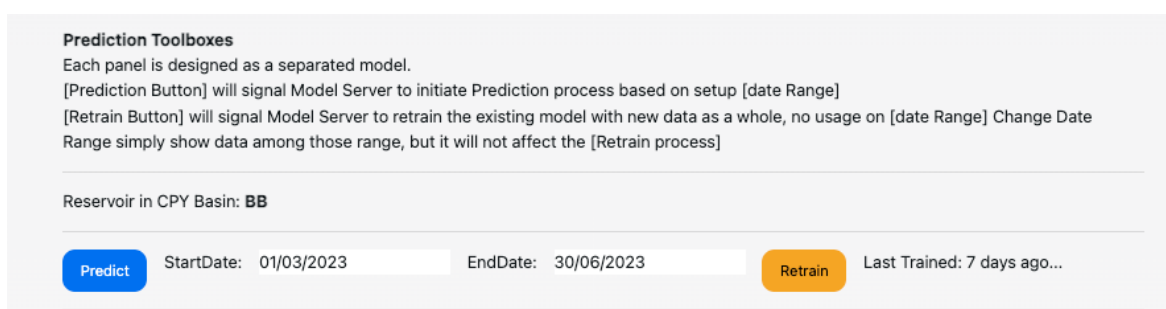 Prediction Toolboxes
Each panel is designed as a separated model.
[Prediction Button] will signal Model Server to initiate Prediction process based on setup [date Range]
[Retrain Button] will signal Model Server to retrain the existing model with new data as a whole, no usage on [date Range] Change Date
Range simply show data among those range, but it will not affect the [Retrain process]
Reservoir in CPY Basin: BB
Predict StartDate: 01/03/2023 EndDate: 30/06/2023 Retrain Last Trained: 7 days ago...